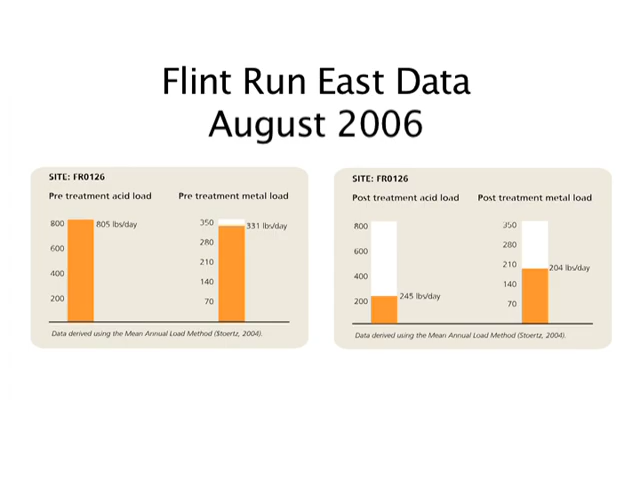 Flint Run East Data
August 2006
SITE: FR0126
Pre treatment acid load
800
600
400
200
805 lbs/day
Pre treatment metal load
350
280
210
140
70
331 lbs/day
Data derived using the Mean Annual Load Method (Stoertz, 2004).
SITE: FR0126
Post treatment acid load
800
600
400
200
245 lbs/day
Post treatment metal load
350
280
210
140
70
204 lbs/day
Data derived using the Mean Annual Load Method (Stoertz, 2004).